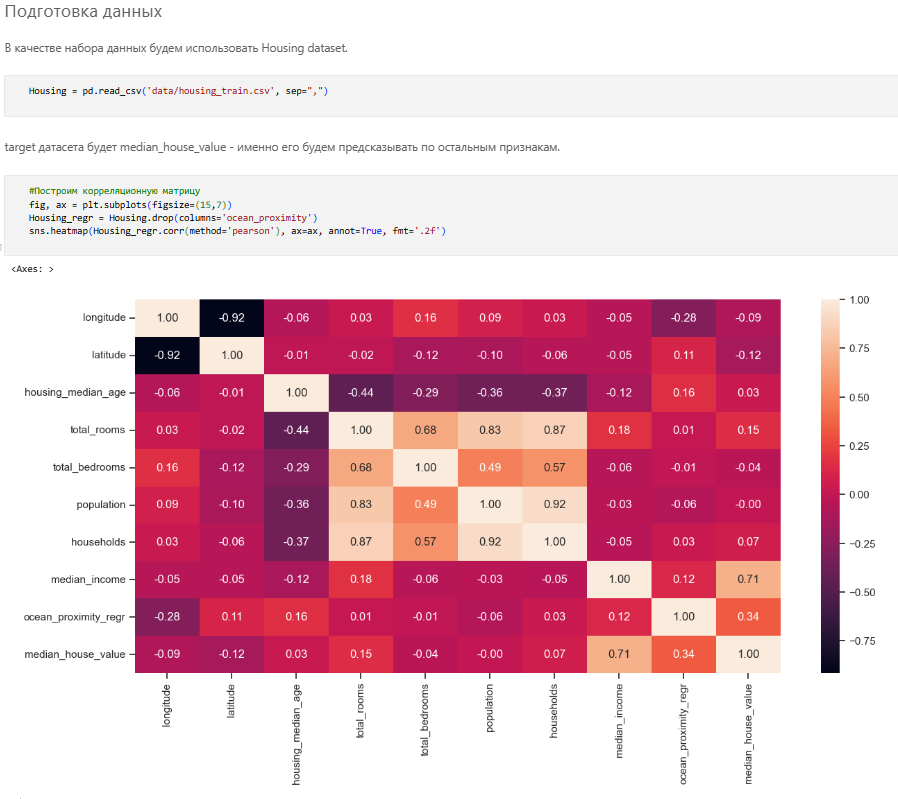 Подготовка данных
В качестве набора данных будем использовать Housing dataset.
Housing = pd.read_csv('data/housing_train.csv', sep=",")
target датасета будет median_house_value - именно его будем предсказывать по остальным признакам.
#Построим корреляционную матрицу
fig, ax = plt.subplots(figsize=(15,7))
Housing_regr = Housing.drop(columns='ocean_proximity')
sns.heatmap(Housing_regr.corr(method='pearson'), ax=ax, annot=True, fmt='.2f')
<Axes: >
longitude 1.00 -0.92 -0.06 0.03 0.16 0.09 0.03 -0.05 -0.28 -0.09
latitude -0.92 1.00 -0.01 -0.02 -0.12 -0.10 -0.06 -0.05 0.11 -0.12
housing_median_age -0.06 -0.01 1.00 -0.44 -0.29 -0.36 -0.37 -0.12 0.16 0.03
total_rooms 0.03 -0.02 -0.44 1.00 0.68 0.83 0.87 0.18 0.01 0.15
total_bedrooms 0.16 -0.12 -0.29 0.68 1.00 0.49 0.57 -0.06 -0.01 -0.04
population 0.09 -0.10 -0.36 0.83 0.49 1.00 0.92 -0.03 -0.06 -0.00
households 0.03 -0.06 -0.37 0.87 0.57 0.92 1.00 -0.05 0.03 0.07
median_income -0.05 -0.05 -0.12 0.18 -0.06 -0.03 -0.05 1.00 0.12 0.71
ocean_proximity_regr -0.28 0.11 0.16 0.01 -0.01 -0.06 0.03 0.12 1.00 0.34
median_house_value -0.09 -0.12 0.03 0.15 -0.04 -0.00 0.07 0.71 0.34 1.00
longitude
latitude
housing_median_age
total_rooms
total_bedrooms
population
households
median_income
ocean_proximity_regr
median_house_value
1.00
0.75
0.50
0.25
0.00
−0.25
−0.50
−0.75